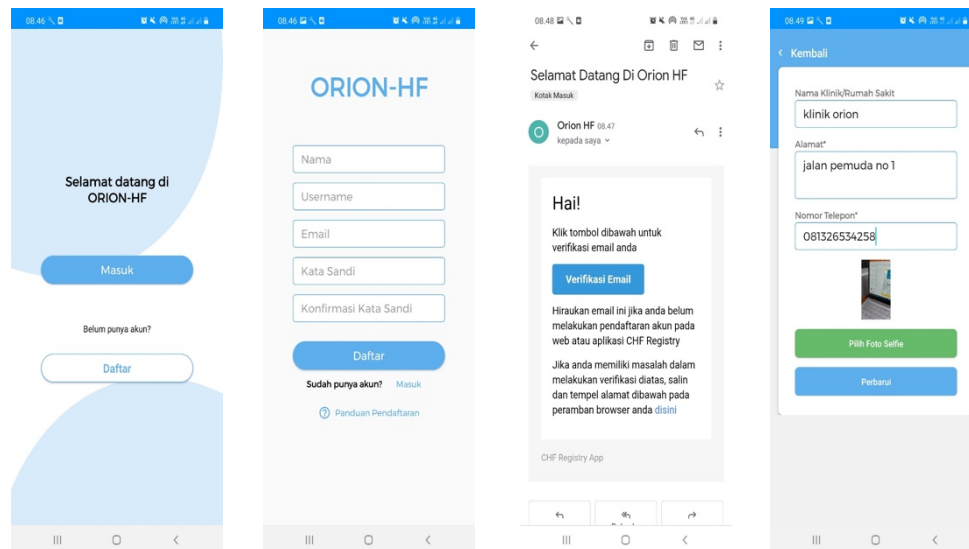 08.46
Selamat datang di
ORION-HF
Masuk
Belum punya akun?
Daftar
08.46
ORION-HF
Nama
Username
Email
Kata Sandi
Konfirmasi Kata Sandi
Daftar
Sudah punya akun? Masuk
Panduan Pendaftaran
08.48
Selamat Datang Di Orion HF
Kotak Masuk
O
Orion HF 08.47
kepada saya
Hai!
Klik tombol dibawah untuk
verifikasi email anda
Verifikasi Email
Hiraukan email ini jika anda belum
melakukan pendaftaran akun pada
web atau aplikasi CHF Registry
Jika anda memiliki masalah dalam
melakukan verifikasi diatas, salin
dan tempel alamat dibawah pada
peramban browser anda disini
CHF Registry App
08.49
Kembali
Nama Klinik/Rumah Sakit
klinik orion
Alamat*
jalan pemuda no 1
Nomor Telepon*
081326534258
Pilih Foto Selfie
Perbarui